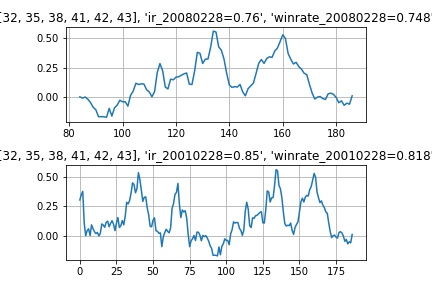 [32, 35, 38, 41, 42, 43], 'ir_20080228=0.76', 'winrate_20080228=0.748'
0.50
0.25
0.00
80 100 120 140 160 180
[32, 35, 38, 41, 42, 43], 'ir_20010228=0.85', 'winrate_20010228=0.818'
0.50
0.25
0.00
0 25 50 75 100 125 150 175